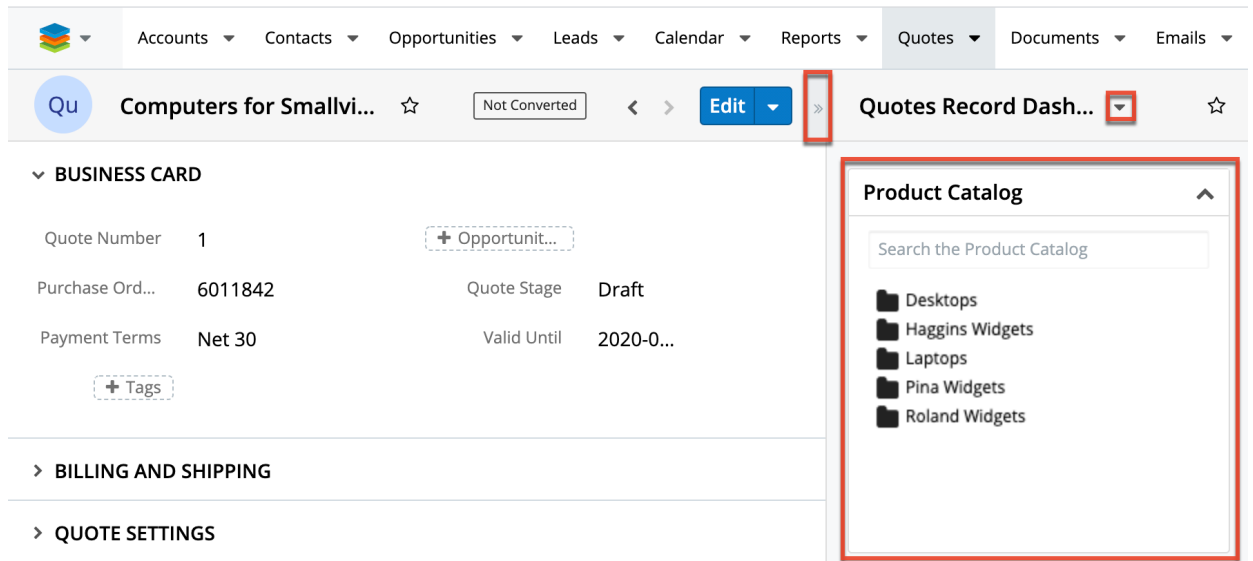 Accounts Contacts Opportunities Leads Calendar Reports Quotes Documents Emails
Qu Computers for Smallvi... Not Converted Edit Quotes Record Dash...
BUSINESS CARD
Quote Number 1 + Opportunit...
Purchase Ord... 6011842 Quote Stage Draft
Payment Terms Net 30 Valid Until 2020-0...
+ Tags
BILLING AND SHIPPING
QUOTE SETTINGS
Product Catalog
Search the Product Catalog
Desktops
Haggins Widgets
Laptops
Pina Widgets
Roland Widgets